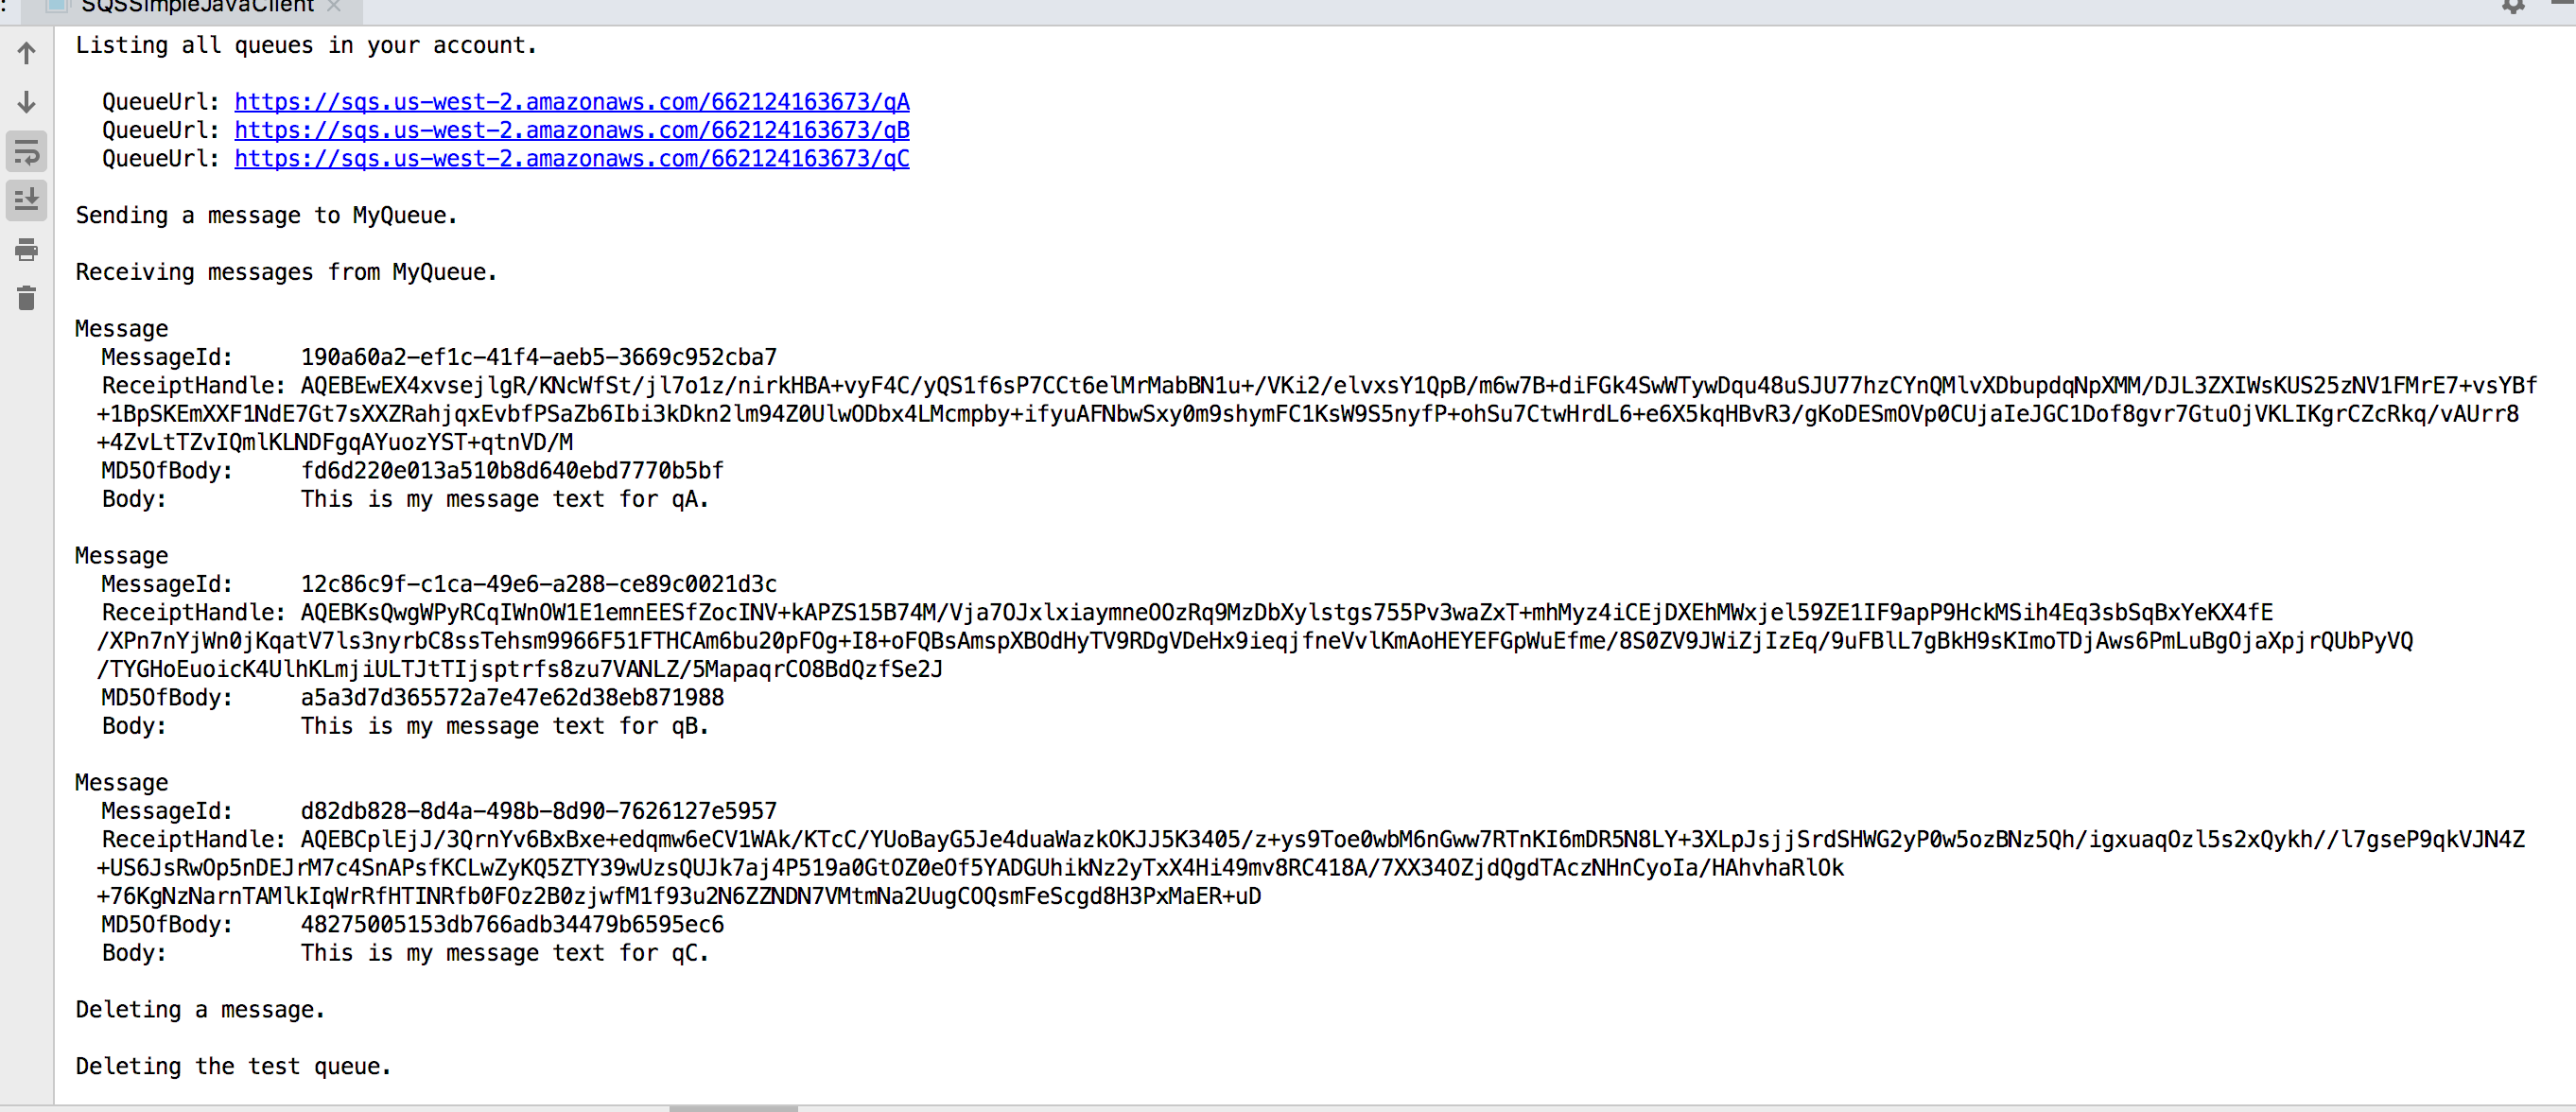 SQSSimpleJavaClient
Listing all queues in your account.
QueueUrl: https://sqs.us-west-2.amazonaws.com/662124163673/qA
QueueUrl: https://sqs.us-west-2.amazonaws.com/662124163673/qB
QueueUrl: https://sqs.us-west-2.amazonaws.com/662124163673/qC
Sending a message to MyQueue.
Receiving messages from MyQueue.
Message
MessageId: 190a60a2-ef1c-41f4-aeb5-3669c952cba7
ReceiptHandle: AQEBEwEX4xvsejlgR/KNcWfSt/jl7o1z/nirkHBA+vyF4C/yQS1f6sP7CCt6elMrMabBN1u+/VKi2/elvxsY1QpB/m6w7B+diFGk4SwWTywDqu48uSJU77hzCYnQMlvXDbupdqNpXMM/DJL3ZXIWsKUS25zNV1FMrE7+vsYBf
+1BpSKEmXXF1NdE7Gt7sXXZRahjqxEvbfPSaZb6Ibi3kDkn2lm94Z0UlwODbx4LMcmpby+ifyuAFNbwSxy0m9shymFC1KsW9S5nyfP+ohSu7CtwHrdL6+e6X5kqHBvR3/gKoDESmOVp0CUjaIeJGC1Dof8gvr7GtuOjVKLIKgrCZcRkq/vAUrr8
+4ZvLtTZvIQmlKLNDFgqAYuozYST+qtnVD/M
MD5OfBody: fd6d220e013a510b8d640ebd7770b5bf
Body: This is my message text for qA.
Message
MessageId: 12c86c9f-c1ca-49e6-a288-ce89c0021d3c
ReceiptHandle: AQEBKsQwgWPyRCqIWnOW1E1emnEESfZocINV+kAPZS15B74M/Vja7OJxlxiaymneOOzRq9MzDbXylstgs755Pv3waZxT+mhMyz4iCEjDXEhMWxjel59ZE1IF9apP9HckMSih4Eq3sbSqBxYeKX4fE
/XPn7nYjWn0jKqatV7ls3nyrbC8ssTehsm9966F51FTHCAm6bu20pFOg+I8+oFQBsAmspXBOdHyTV9RDgVDeHx9ieqjfneVvlKmAoHEYEFGpWuEfme/8S0ZV9JWiZjIzEq/9uFBlL7gBkH9sKImoTDjAws6PmLuBgOjaXpjrQUbPyVQ
/TYGHoEuoicK4UlhKLmjiULTJtTIjsptrfs8zu7VANLZ/5MapaqrCO8BdQzfSe2J
MD5OfBody: a5a3d7d365572a7e47e62d38eb871988
Body: This is my message text for qB.
Message
MessageId: d82db828-8d4a-498b-8d90-7626127e5957
ReceiptHandle: AQEBCplEjJ/3QrnYv6BxBxe+edqmw6eCV1WAk/KTcC/YUoBayG5Je4duaWazkOKJJ5K3405/z+ys9Toe0wbM6nGww7RTnKI6mDR5N8LY+3XLpJsjjSrdSHWG2yP0w5ozBNz5Qh/igxuaqOzl5s2xQykh//l7gseP9qkVJN4Z
+US6JsRwOp5nDEJrM7c4SnAPsfKCLwZyKQ5ZTY39wUzsQUJk7aj4P519a0GtOZ0eOf5YADGUhikNz2yTxX4Hi49mv8RC418A/7XX34OZjdQgdTAczNHnCyoIa/HAhvhaRlOk
+76KgNzNarnTAMlkIqWrRfHTINRfb0FOz2B0zjwfM1f93u2N6ZZNDN7VMtmNa2UugCOQsmFeScgd8H3PxMaER+uD
MD5OfBody: 48275005153db766adb34479b6595ec6
Body: This is my message text for qC.
Deleting a message.
Deleting the test queue.